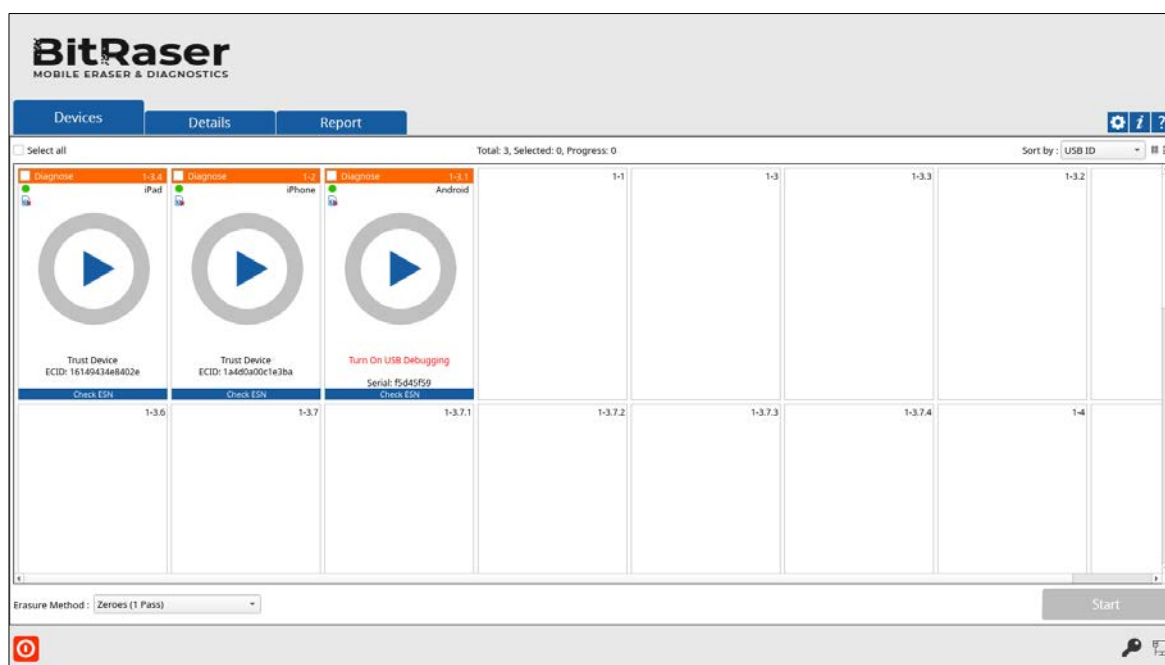 BitRaser
MOBILE ERASER & DIAGNOSTICS
Devices Details Report
i ?
Select all Total: 3, Selected: 0, Progress: 0 Sort by : USB ID
Diagnose 1-3.4 Diagnose 1-2 Diagnose 1-3.1 1-1 1-3 1-3.3 1-3.2
iPad iPhone Android
Trust Device Trust Device Turn On USB Debugging
ECID: 16149434e8402e ECID: 1a4d0a00c1e3ba Serial: f5d45f59
Check ESN Check ESN Check ESN
1-3.6 1-3.7 1-3.7.1 1-3.7.2 1-3.7.3 1-3.7.4 1-4
Erasure Method : Zeroes (1 Pass) Start